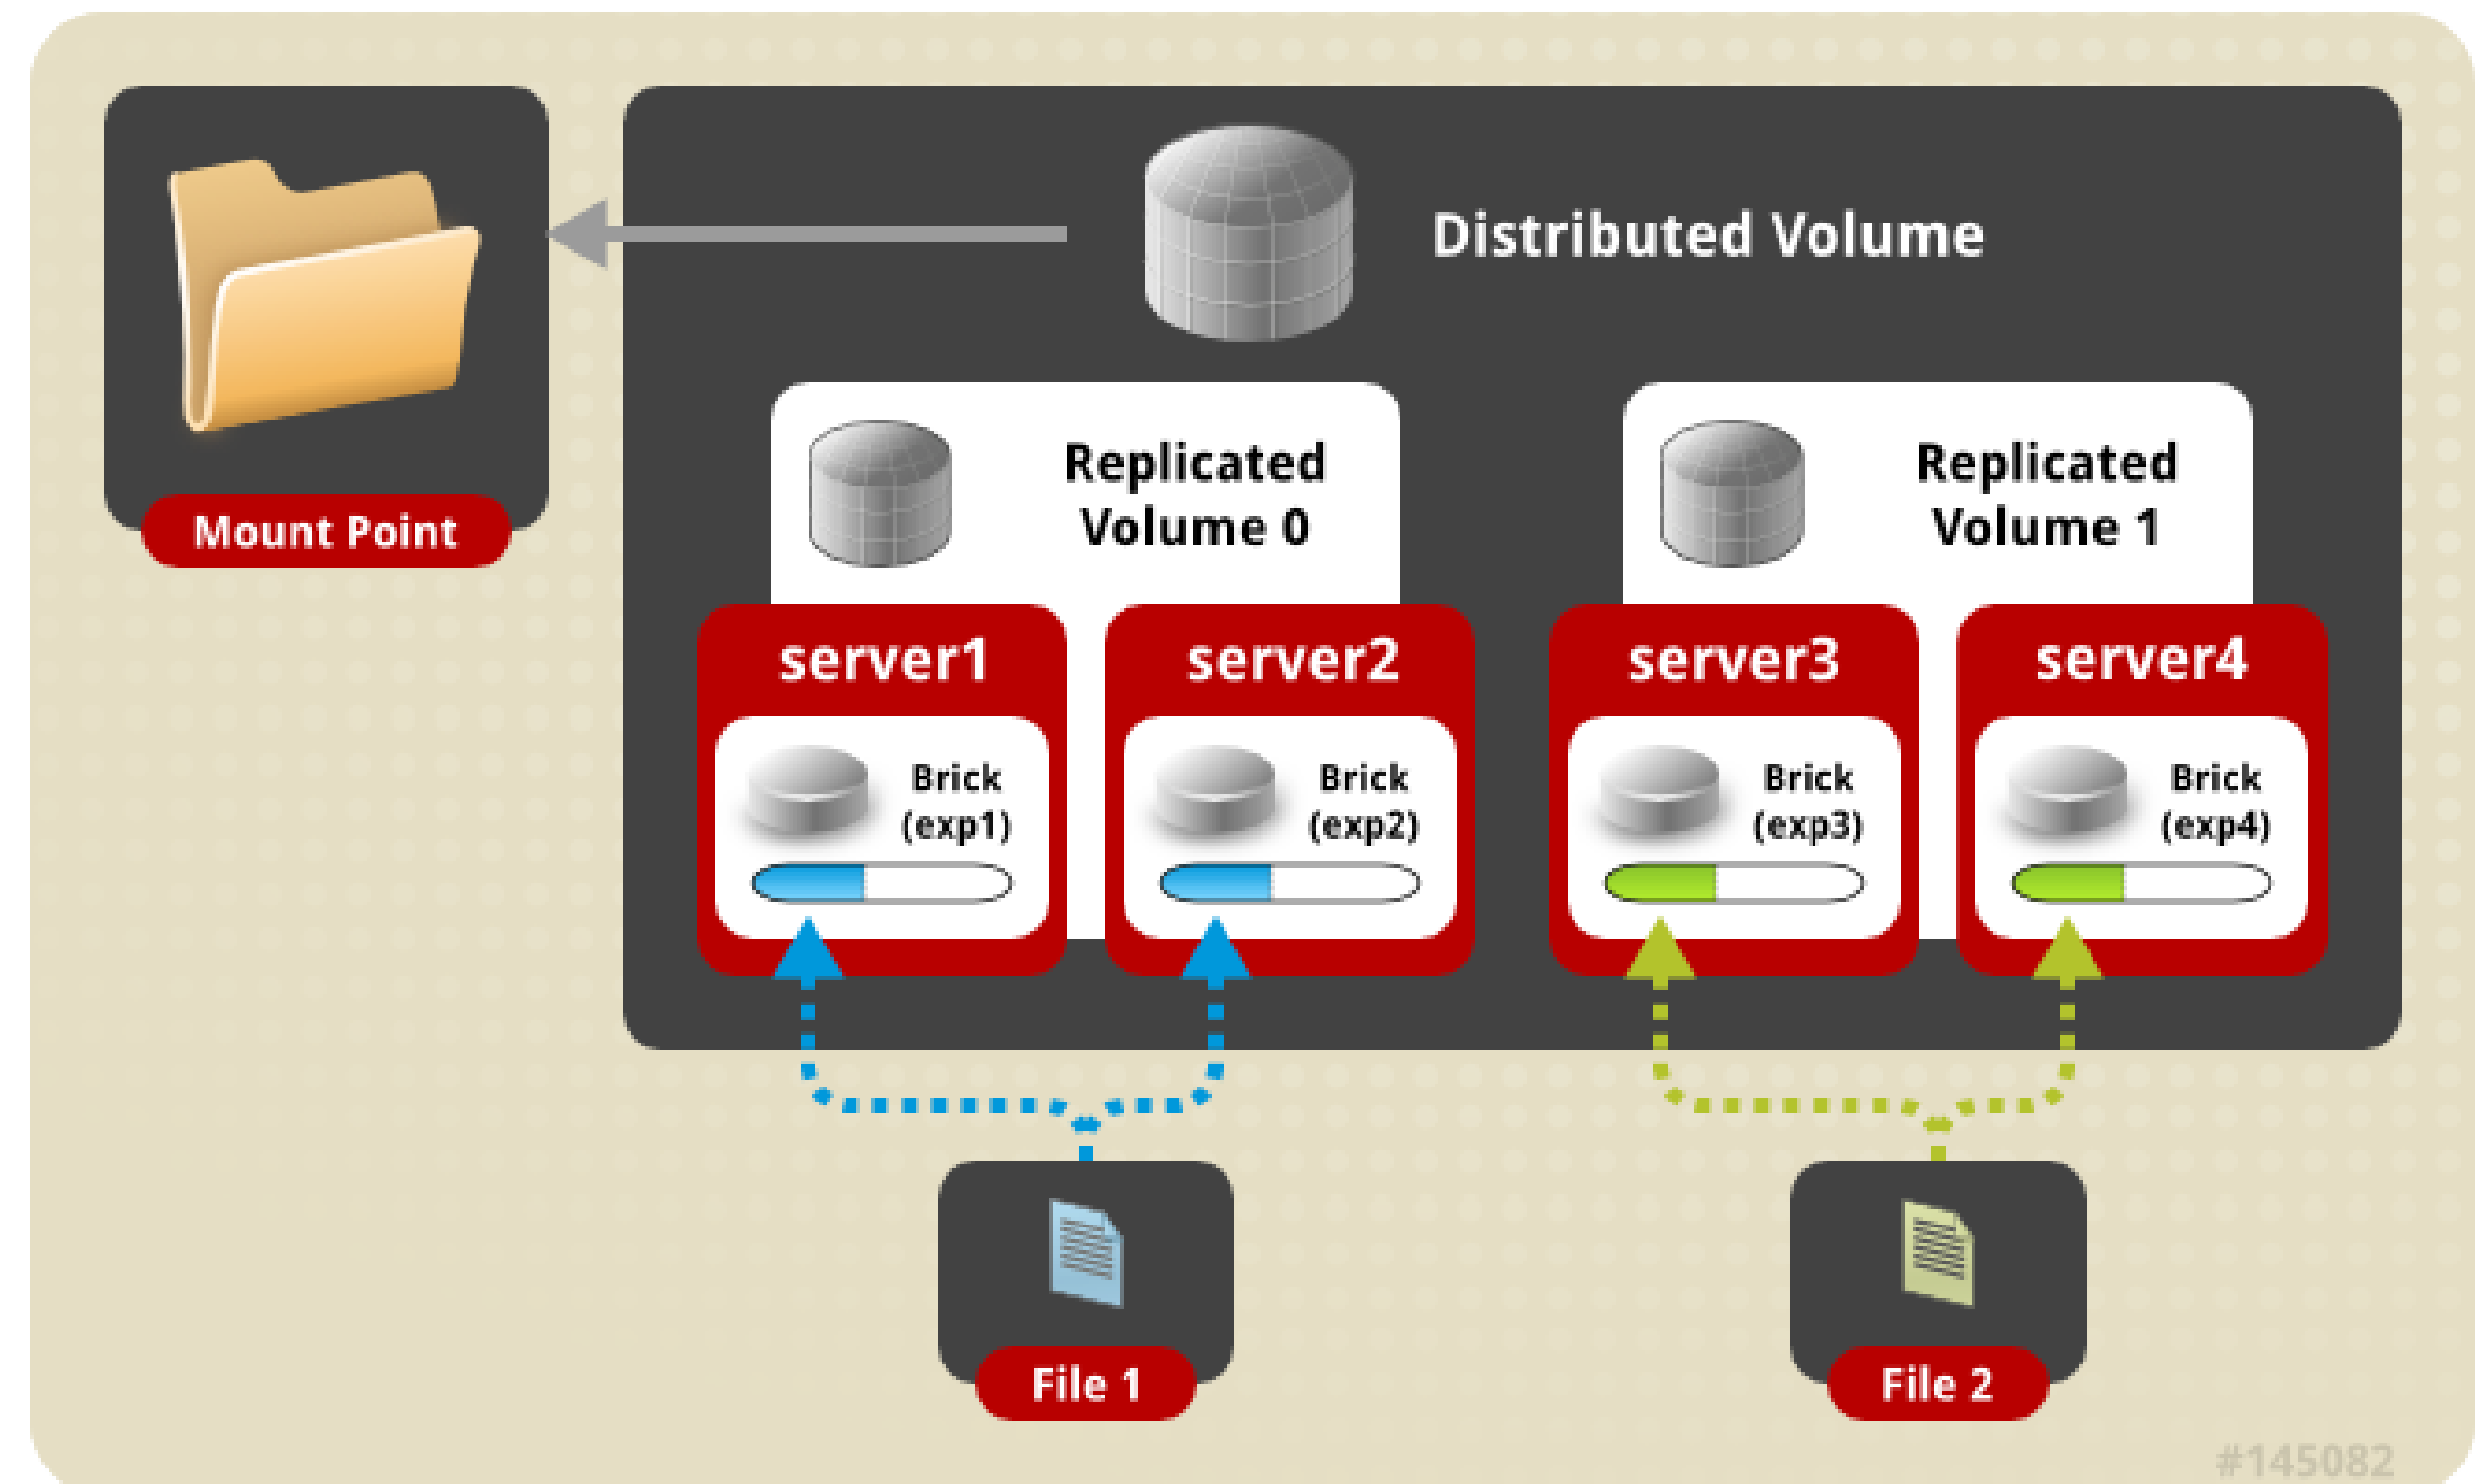 Distributed Volume
Mount Point
Replicated
Volume 0
Replicated
Volume 1
server1
server2
server3
server4
Brick
(exp1)
Brick
(exp2)
Brick
(exp3)
Brick
(exp4)
File 1
File 2
#145082